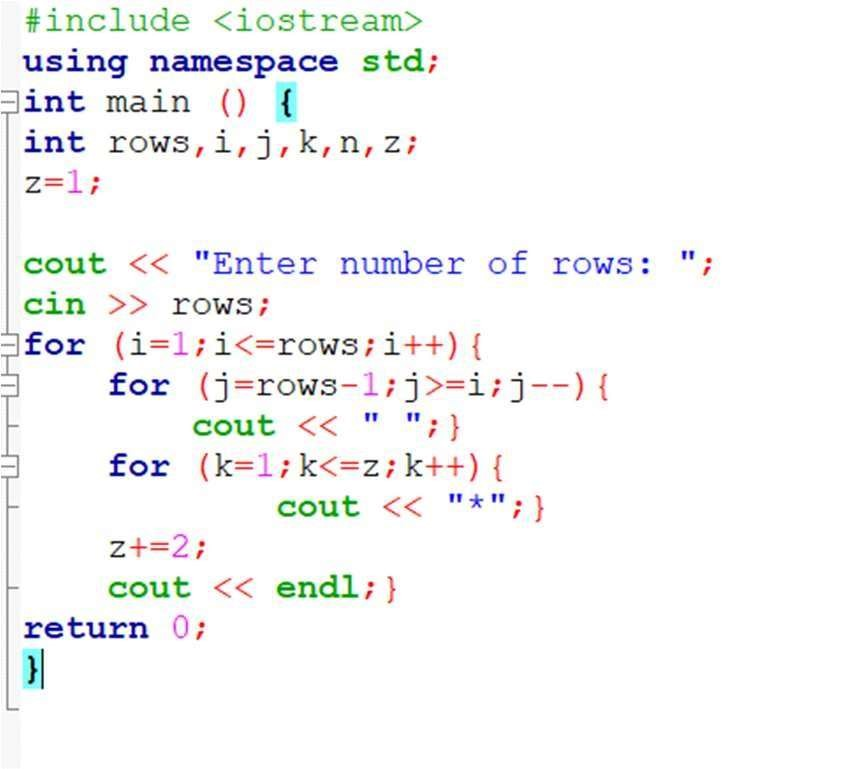 #include <iostream>
using namespace std;
int main () {
int rows,i,j,k,n,z;
z=1;

cout << "Enter number of rows: ";
cin >> rows;
for (i=1;i<=rows;i++){
    for (j=rows-1;j>=i;j--){
        cout << " ";}
    for (k=1;k<=z;k++){
            cout << "*";}
    z+=2;
    cout << endl;}
return 0;
}